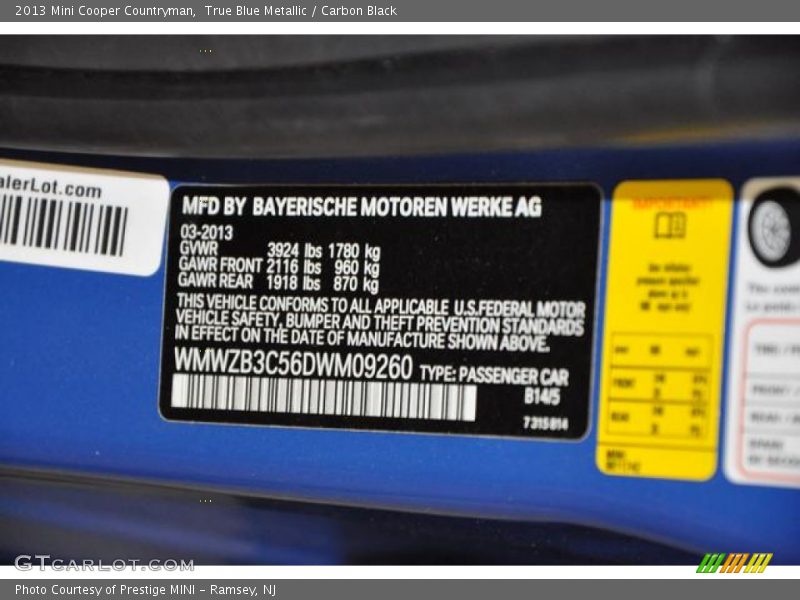 2013 Mini Cooper Countryman, True Blue Metallic / Carbon Black
alerLot.com
MFD BY BAYERISCHE MOTOREN WERKE AG
03-2013
GVWR 3924 lbs 1780 kg
GAWR FRONT 2116 lbs 960 kg
GAWR REAR 1918 lbs 870 kg
THIS VEHICLE CONFORMS TO ALL APPLICABLE U.S.FEDERAL MOTOR
VEHICLE SAFETY, BUMPER AND THEFT PREVENTION STANDARDS
IN EFFECT ON THE DATE OF MANUFACTURE SHOWN ABOVE.
WMWZB3C56DWM09260 TYPE: PASSENGER CAR
B14/5
7315814
IMPORTANT!
FRONT
REAR
GTCARLOT.COM
Photo Courtesy of Prestige MINI - Ramsey, NJ